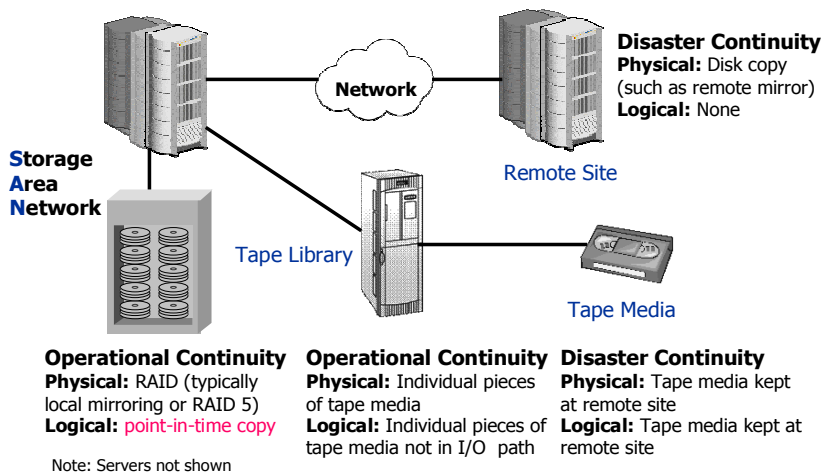 Disaster Continuity
Physical: Disk copy
(such as remote mirror)
Logical: None
Network
Remote Site
Storage
Area
Network
Tape Library
Tape Media
Operational Continuity
Physical: RAID (typically
local mirroring or RAID 5)
Logical: point-in-time copy
Note: Servers not shown
Operational Continuity
Physical: Individual pieces
of tape media
Logical: Individual pieces of
tape media not in I/O path
Disaster Continuity
Physical: Tape media kept
at remote site
Logical: Tape media kept at
remote site